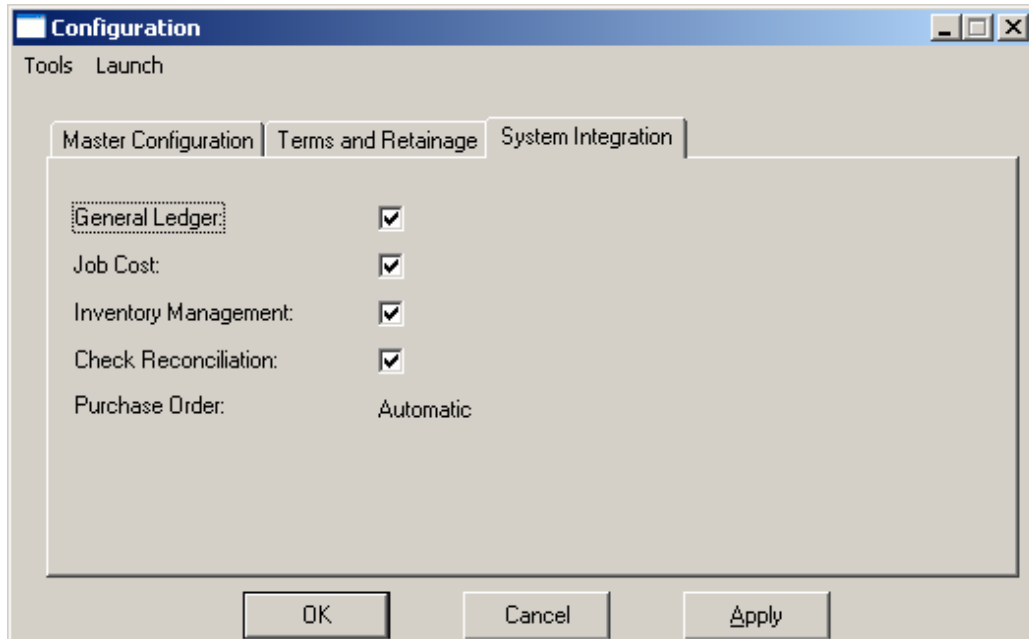 Configuration
Tools Launch
Master Configuration Terms and Retainage System Integration
General Ledger:
Job Cost:
Inventory Management:
Check Reconciliation:
Purchase Order: Automatic
OK Cancel Apply